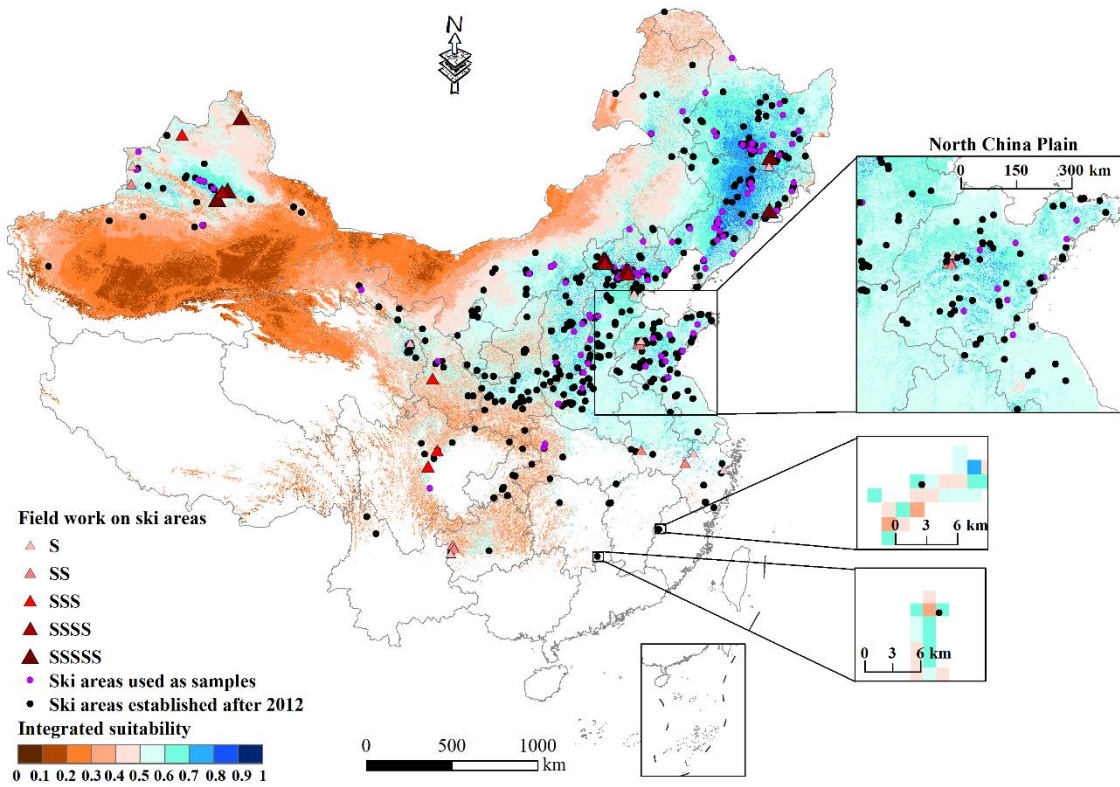 N
North China Plain
0 150 300 km
0 3 6 km
0 3 6 km
Field work on ski areas
S
SS
SSS
SSSS
SSSSS
Ski areas used as samples
Ski areas established after 2012
Integrated suitability
0 0.1 0.2 0.3 0.4 0.5 0.6 0.7 0.8 0.9 1
0 500 1000
km